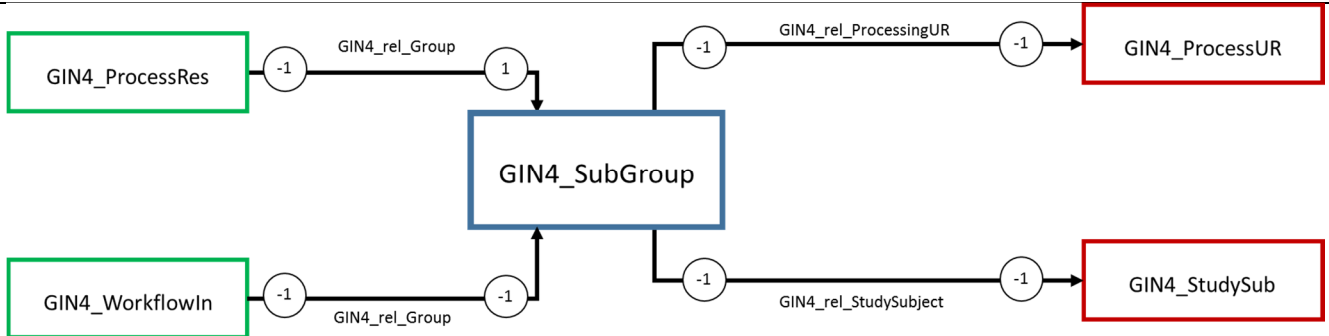 GIN4_ProcessRes
-1
GIN4_rel_Group
1
-1
GIN4_rel_ProcessingUR
-1
GIN4_ProcessUR
GIN4_SubGroup
GIN4_WorkflowIn
-1
GIN4_rel_Group
-1
-1
GIN4_rel_StudySubject
-1
GIN4_StudySub